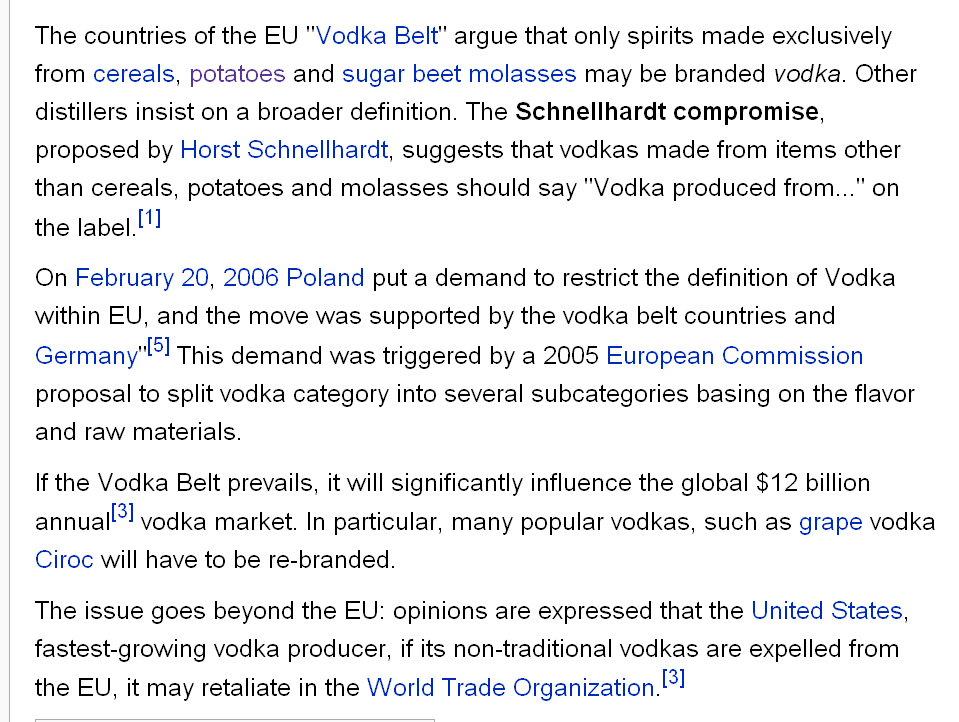 The countries of the EU "Vodka Belt" argue that only spirits made exclusively
from cereals, potatoes and sugar beet molasses may be branded vodka. Other
distillers insist on a broader definition. The Schnellhardt compromise,
proposed by Horst Schnellhardt, suggests that vodkas made from items other
than cereals, potatoes and molasses should say "Vodka produced from..." on
the label.[1]
On February 20, 2006 Poland put a demand to restrict the definition of Vodka
within EU, and the move was supported by the vodka belt countries and
Germany"[5] This demand was triggered by a 2005 European Commission
proposal to split vodka category into several subcategories basing on the flavor
and raw materials.
If the Vodka Belt prevails, it will significantly influence the global $12 billion
annual[3] vodka market. In particular, many popular vodkas, such as grape vodka
Ciroc will have to be re-branded.
The issue goes beyond the EU: opinions are expressed that the United States,
fastest-growing vodka producer, if its non-traditional vodkas are expelled from
the EU, it may retaliate in the World Trade Organization.[3]